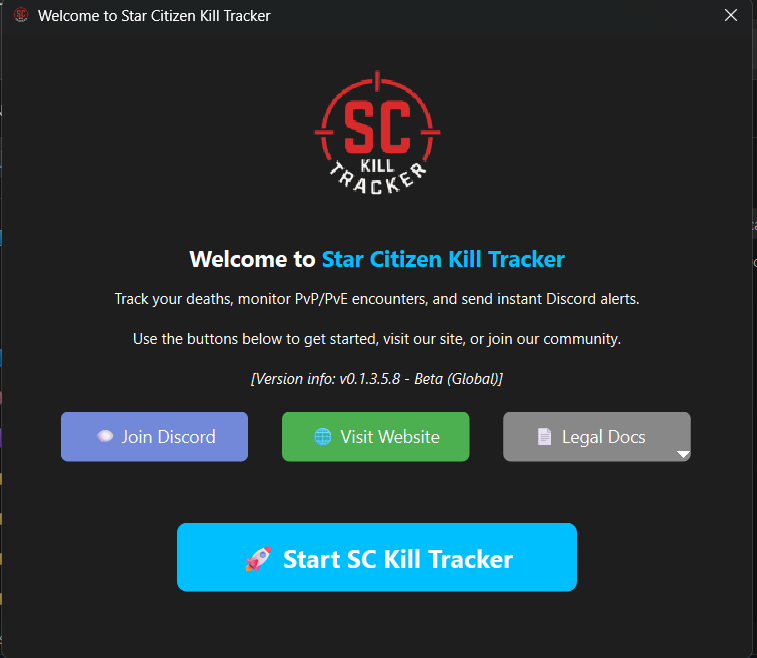 Welcome to Star Citizen Kill Tracker
SC
KILL
TRACKER
Welcome to Star Citizen Kill Tracker
Track your deaths, monitor PvP/PvE encounters, and send instant Discord alerts.
Use the buttons below to get started, visit our site, or join our community.
[Version info: v0.1.3.5.8 - Beta (Global)]
Join Discord
Visit Website
Legal Docs
Start SC Kill Tracker